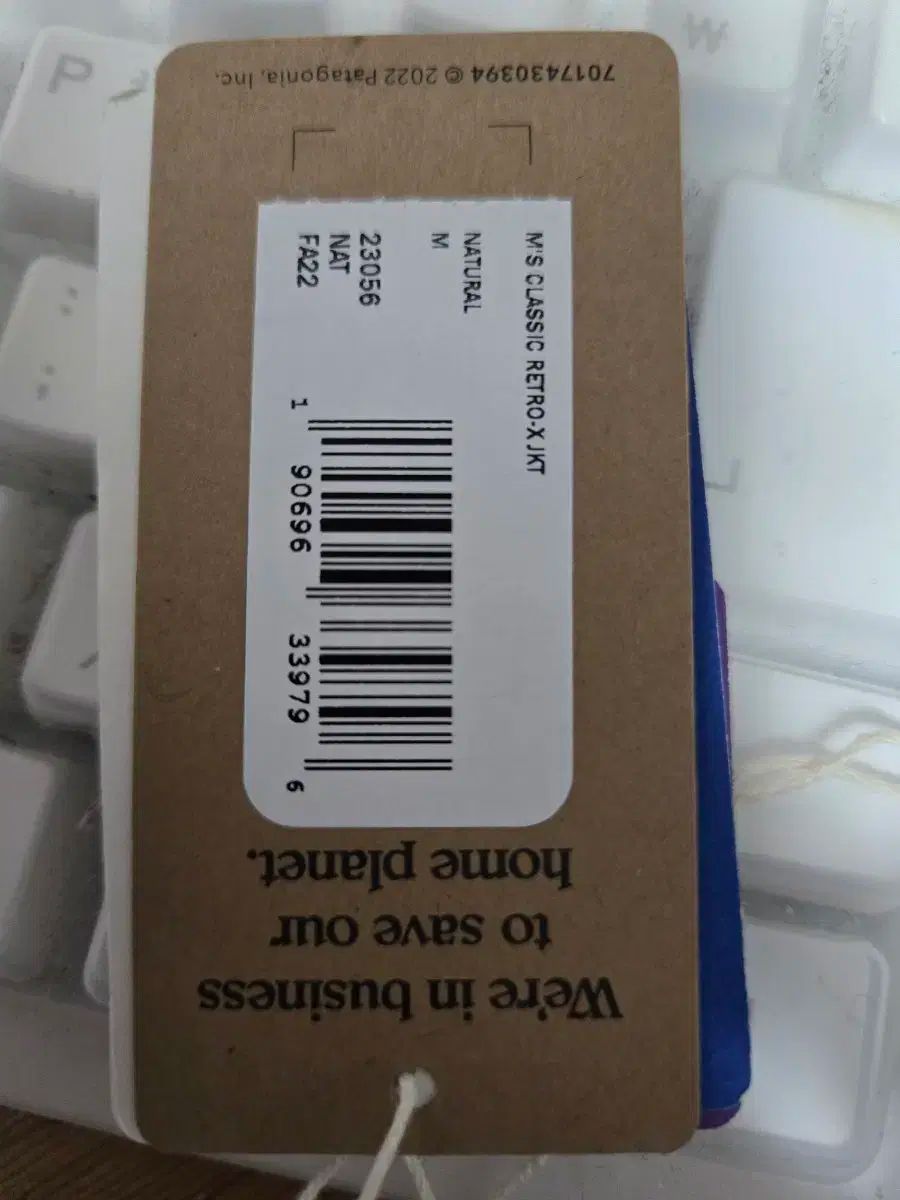 We're in business
to save our
home planet.
M'S CLASSIC RETRO-X JKT
NATURAL
M
23056
NAT
FA22
1 90696 33979 6
7017430394 © 2022 Patagonia, Inc.
P
W